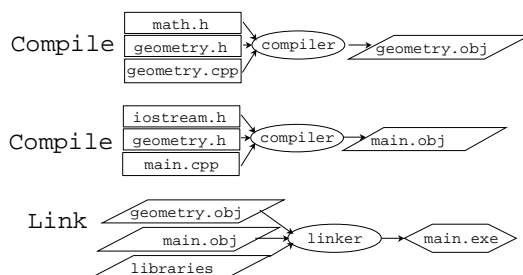 math.h
Compile
geometry.h
compiler
geometry.obj
geometry.cpp
iostream.h
Compile
geometry.h
compiler
main.obj
main.cpp
Link
geometry.obj
main.obj
linker
main.exe
libraries